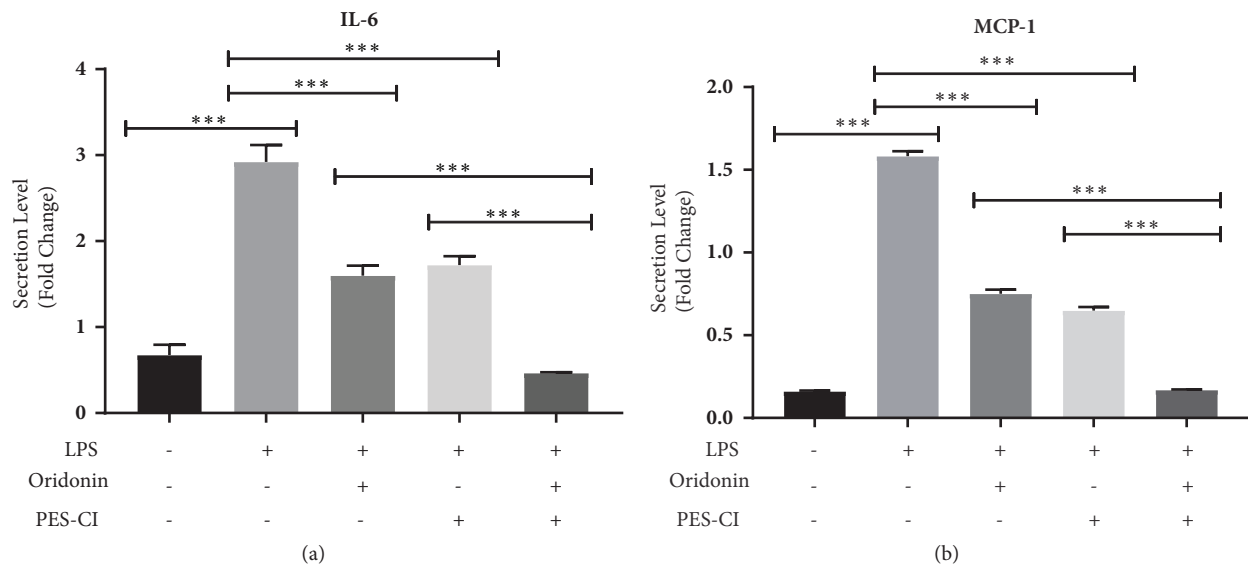 IL-6
***
***
***
***
***
4
3
2
1
0
Secretion Level
(Fold Change)
LPS - + + + +
Oridonin - - + - +
PES-CI - - - + +
(a)
MCP-1
***
***
***
***
***
2.0
1.5
1.0
0.5
0.0
Secretion Level
(Fold Change)
LPS - + + + +
Oridonin - - + - +
PES-CI - - - + +
(b)